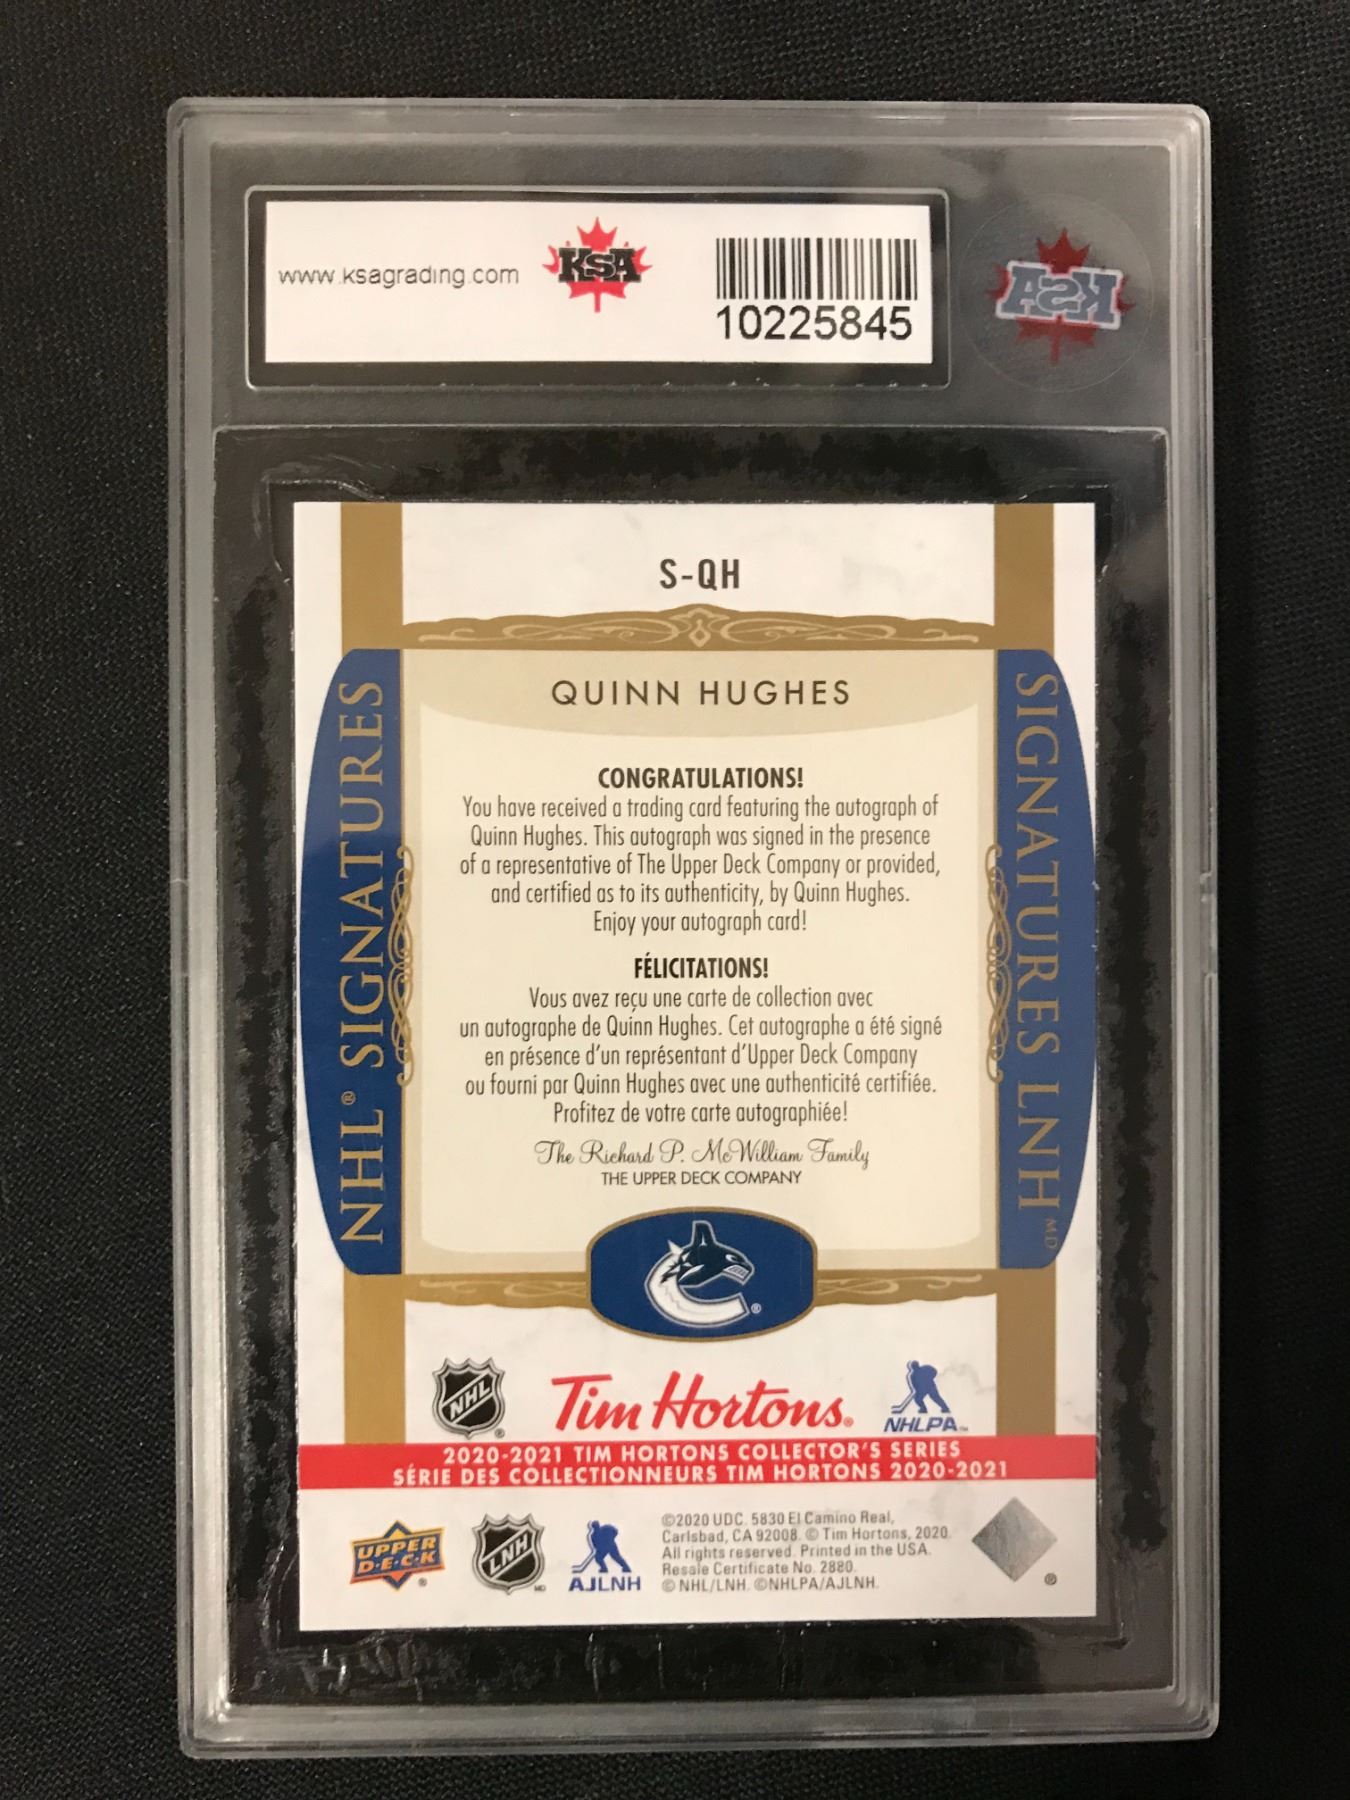 www.ksagrading.com
KSA
10225845
KSA
S-QH
QUINN HUGHES
NHL® SIGNATURES
SIGNATURES LNH MD
CONGRATULATIONS!
You have received a trading card featuring the autograph of
Quinn Hughes. This autograph was signed in the presence
of a representative of The Upper Deck Company or provided,
and certified as to its authenticity, by Quinn Hughes.
Enjoy your autograph card!
FÉLICITATIONS!
Vous avez reçu une carte de collection avec
un autographe de Quinn Hughes. Cet autographe a été signé
en présence d'un représentant d'Upper Deck Company
ou fourni par Quinn Hughes avec une authenticité certifiée.
Profitez de votre carte autographiée!
The Richard P. McWilliam Family
THE UPPER DECK COMPANY
®
NHL ®
Tim Hortons®
NHLPA™
2020-2021 TIM HORTONS COLLECTOR'S SERIES
SÉRIE DES COLLECTIONNEURS TIM HORTONS 2020-2021
UPPER
D·E·C·K ®
LNH MD
AJLNH
©2020 UDC. 5830 El Camino Real,
Carlsbad, CA 92008. © Tim Hortons, 2020.
All rights reserved. Printed in the USA.
Resale Certificate No. 2880.
© NHL/LNH. ©NHLPA/AJLNH.
®